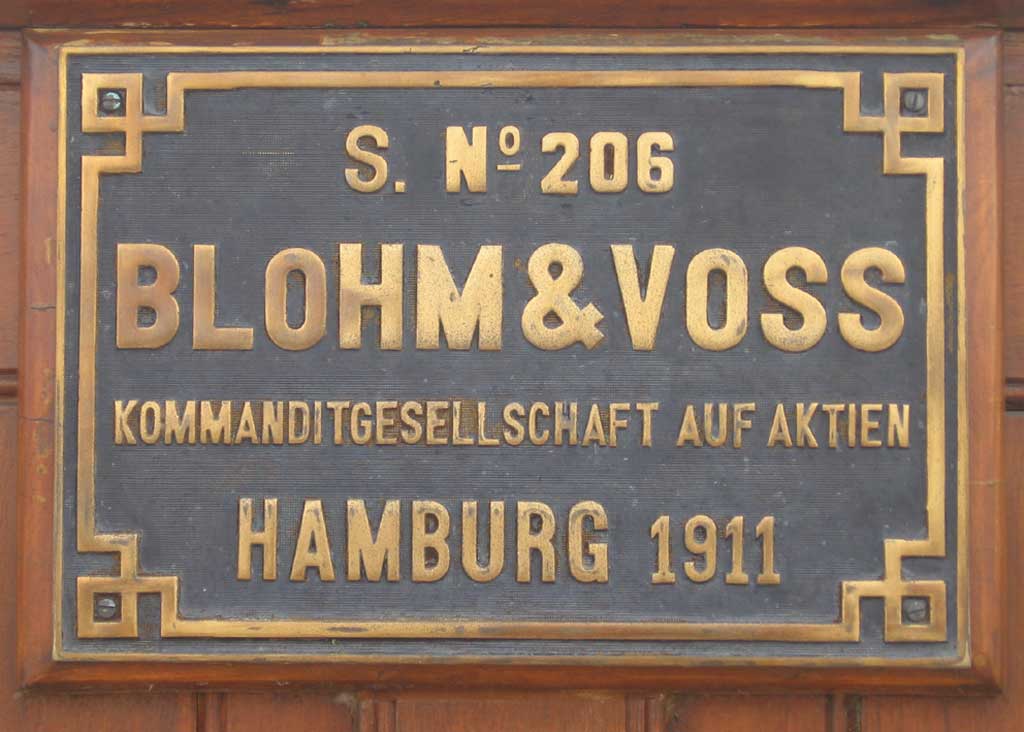 S. Nº 206
BLOHM & VOSS
KOMMANDITGESELLSCHAFT AUF AKTIEN
HAMBURG 1911